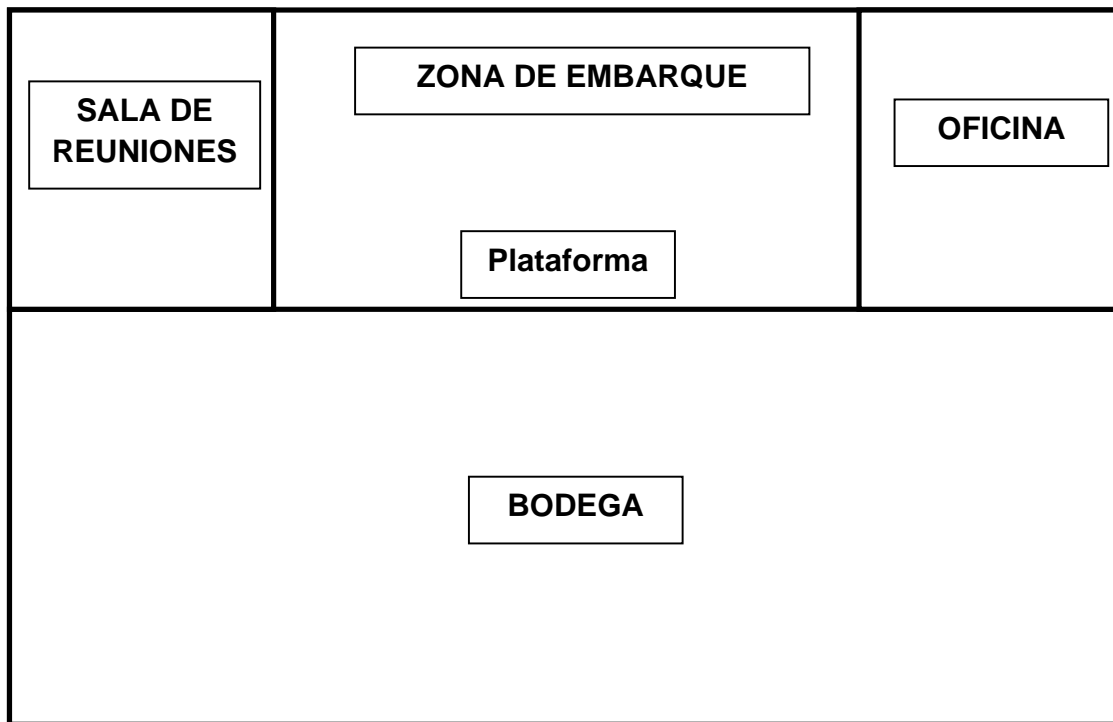 ZONA DE EMBARQUE
SALA DE
REUNIONES
OFICINA
Plataforma
BODEGA